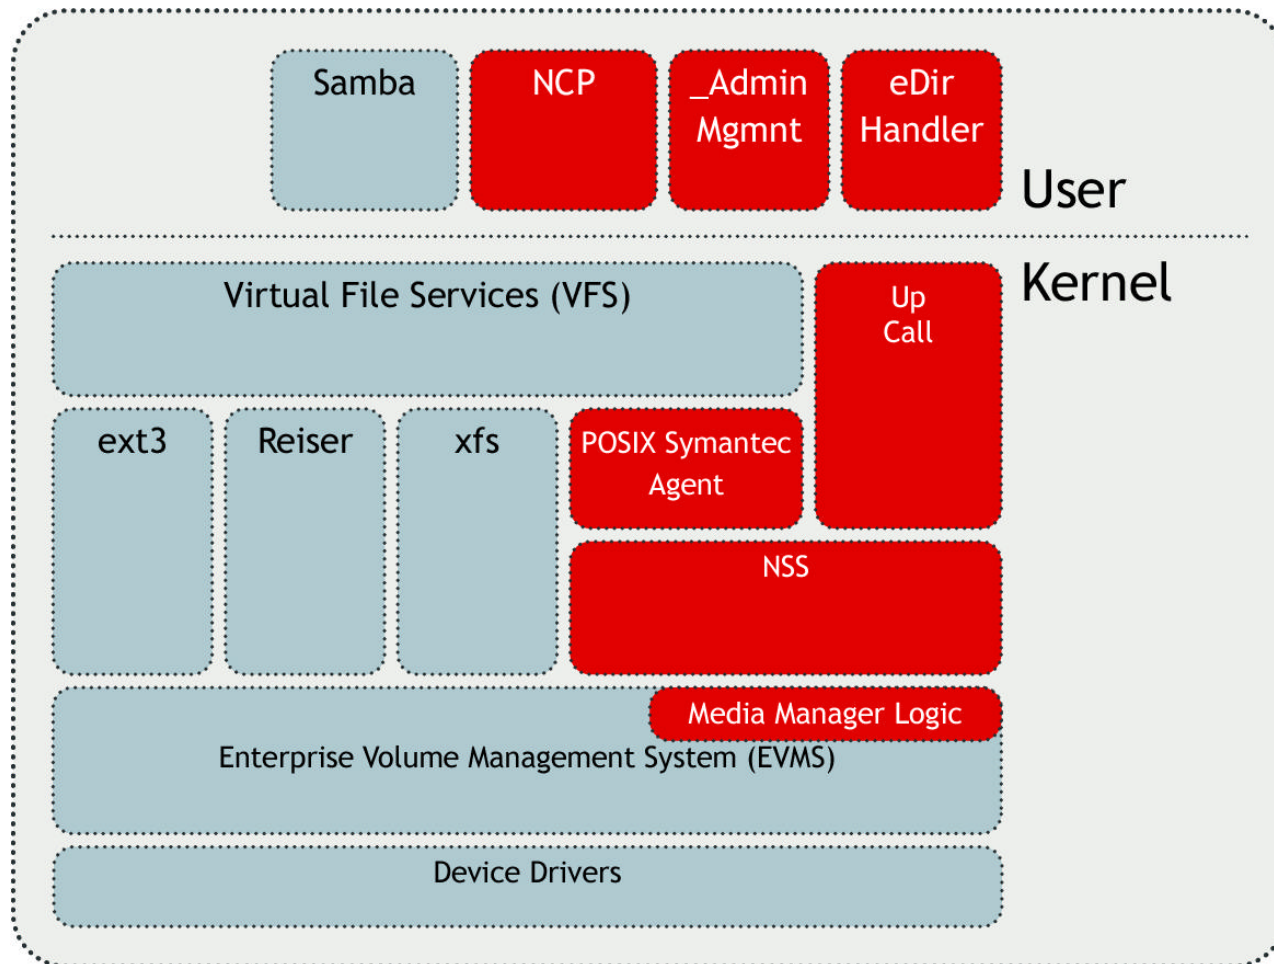 Samba
NCP
_Admin
Mgmnt
eDir
Handler
User
Kernel
Virtual File Services (VFS)
Up
Call
ext3
Reiser
xfs
POSIX Symantec
Agent
NSS
Media Manager Logic
Enterprise Volume Management System (EVMS)
Device Drivers